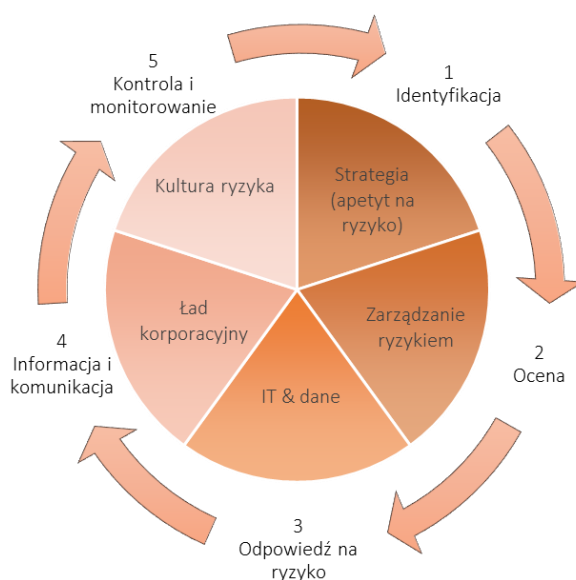 1
Identyfikacja
2
Ocena
3
Odpowiedź na
ryzyko
4
Informacja i
komunikacja
5
Kontrola i
monitorowanie
Strategia
(apetyt na
ryzyko)
Zarządzanie
ryzykiem
IT & dane
Ład
korporacyjny
Kultura ryzyka